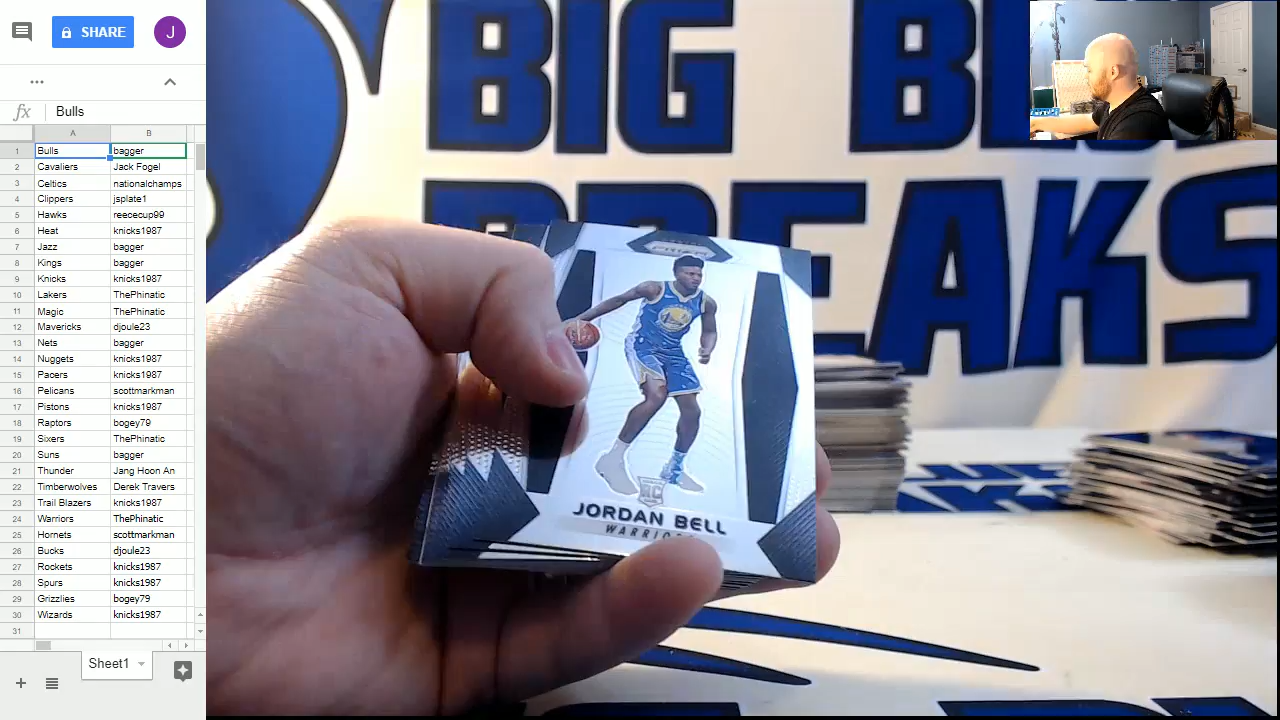 SHARE
J
...
fx Bulls
A B
1 Bulls bagger
2 Cavaliers Jack Fogel
3 Celtics nationalchamps
4 Clippers jsplate1
5 Hawks reececup99
6 Heat knicks1987
7 Jazz bagger
8 Kings bagger
9 Knicks knicks1987
10 Lakers ThePhinatic
11 Magic ThePhinatic
12 Mavericks djoule23
13 Nets bagger
14 Nuggets knicks1987
15 Pacers knicks1987
16 Pelicans scottmarkman
17 Pistons knicks1987
18 Raptors bogey79
19 Sixers ThePhinatic
20 Suns bagger
21 Thunder Jang Hoon An
22 Timberwolves Derek Travers
23 Trail Blazers knicks1987
24 Warriors ThePhinatic
25 Hornets scottmarkman
26 Bucks djoule23
27 Rockets knicks1987
28 Spurs knicks1987
29 Grizzlies bogey79
30 Wizards knicks1987
31
Sheet1
BIG BL
BREAKS
PRIZM
RC
JORDAN BELL